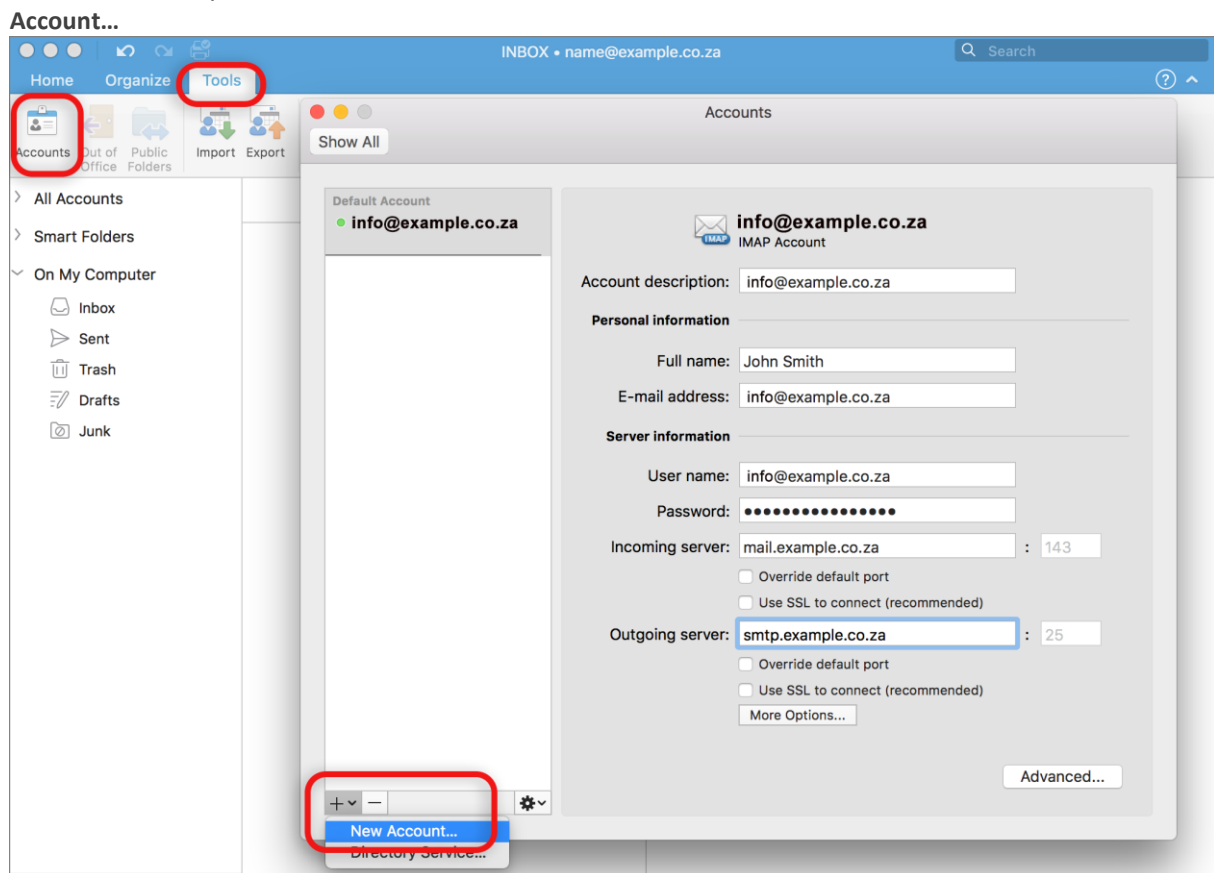 Account...
INBOX • name@example.co.za
Search
Home Organize Tools
?
Accounts Out of Office Public Folders Import Export
Accounts
Show All
All Accounts
Smart Folders
On My Computer
Inbox
Sent
Trash
Drafts
Junk
Default Account
info@example.co.za
IMAP
info@example.co.za
IMAP Account
Account description: info@example.co.za
Personal information
Full name: John Smith
E-mail address: info@example.co.za
Server information
User name: info@example.co.za
Password: ●●●●●●●●●●●●●●●●
Incoming server: mail.example.co.za : 143
Override default port
Use SSL to connect (recommended)
Outgoing server: smtp.example.co.za : 25
Override default port
Use SSL to connect (recommended)
More Options...
Advanced...
New Account...
Directory Service...